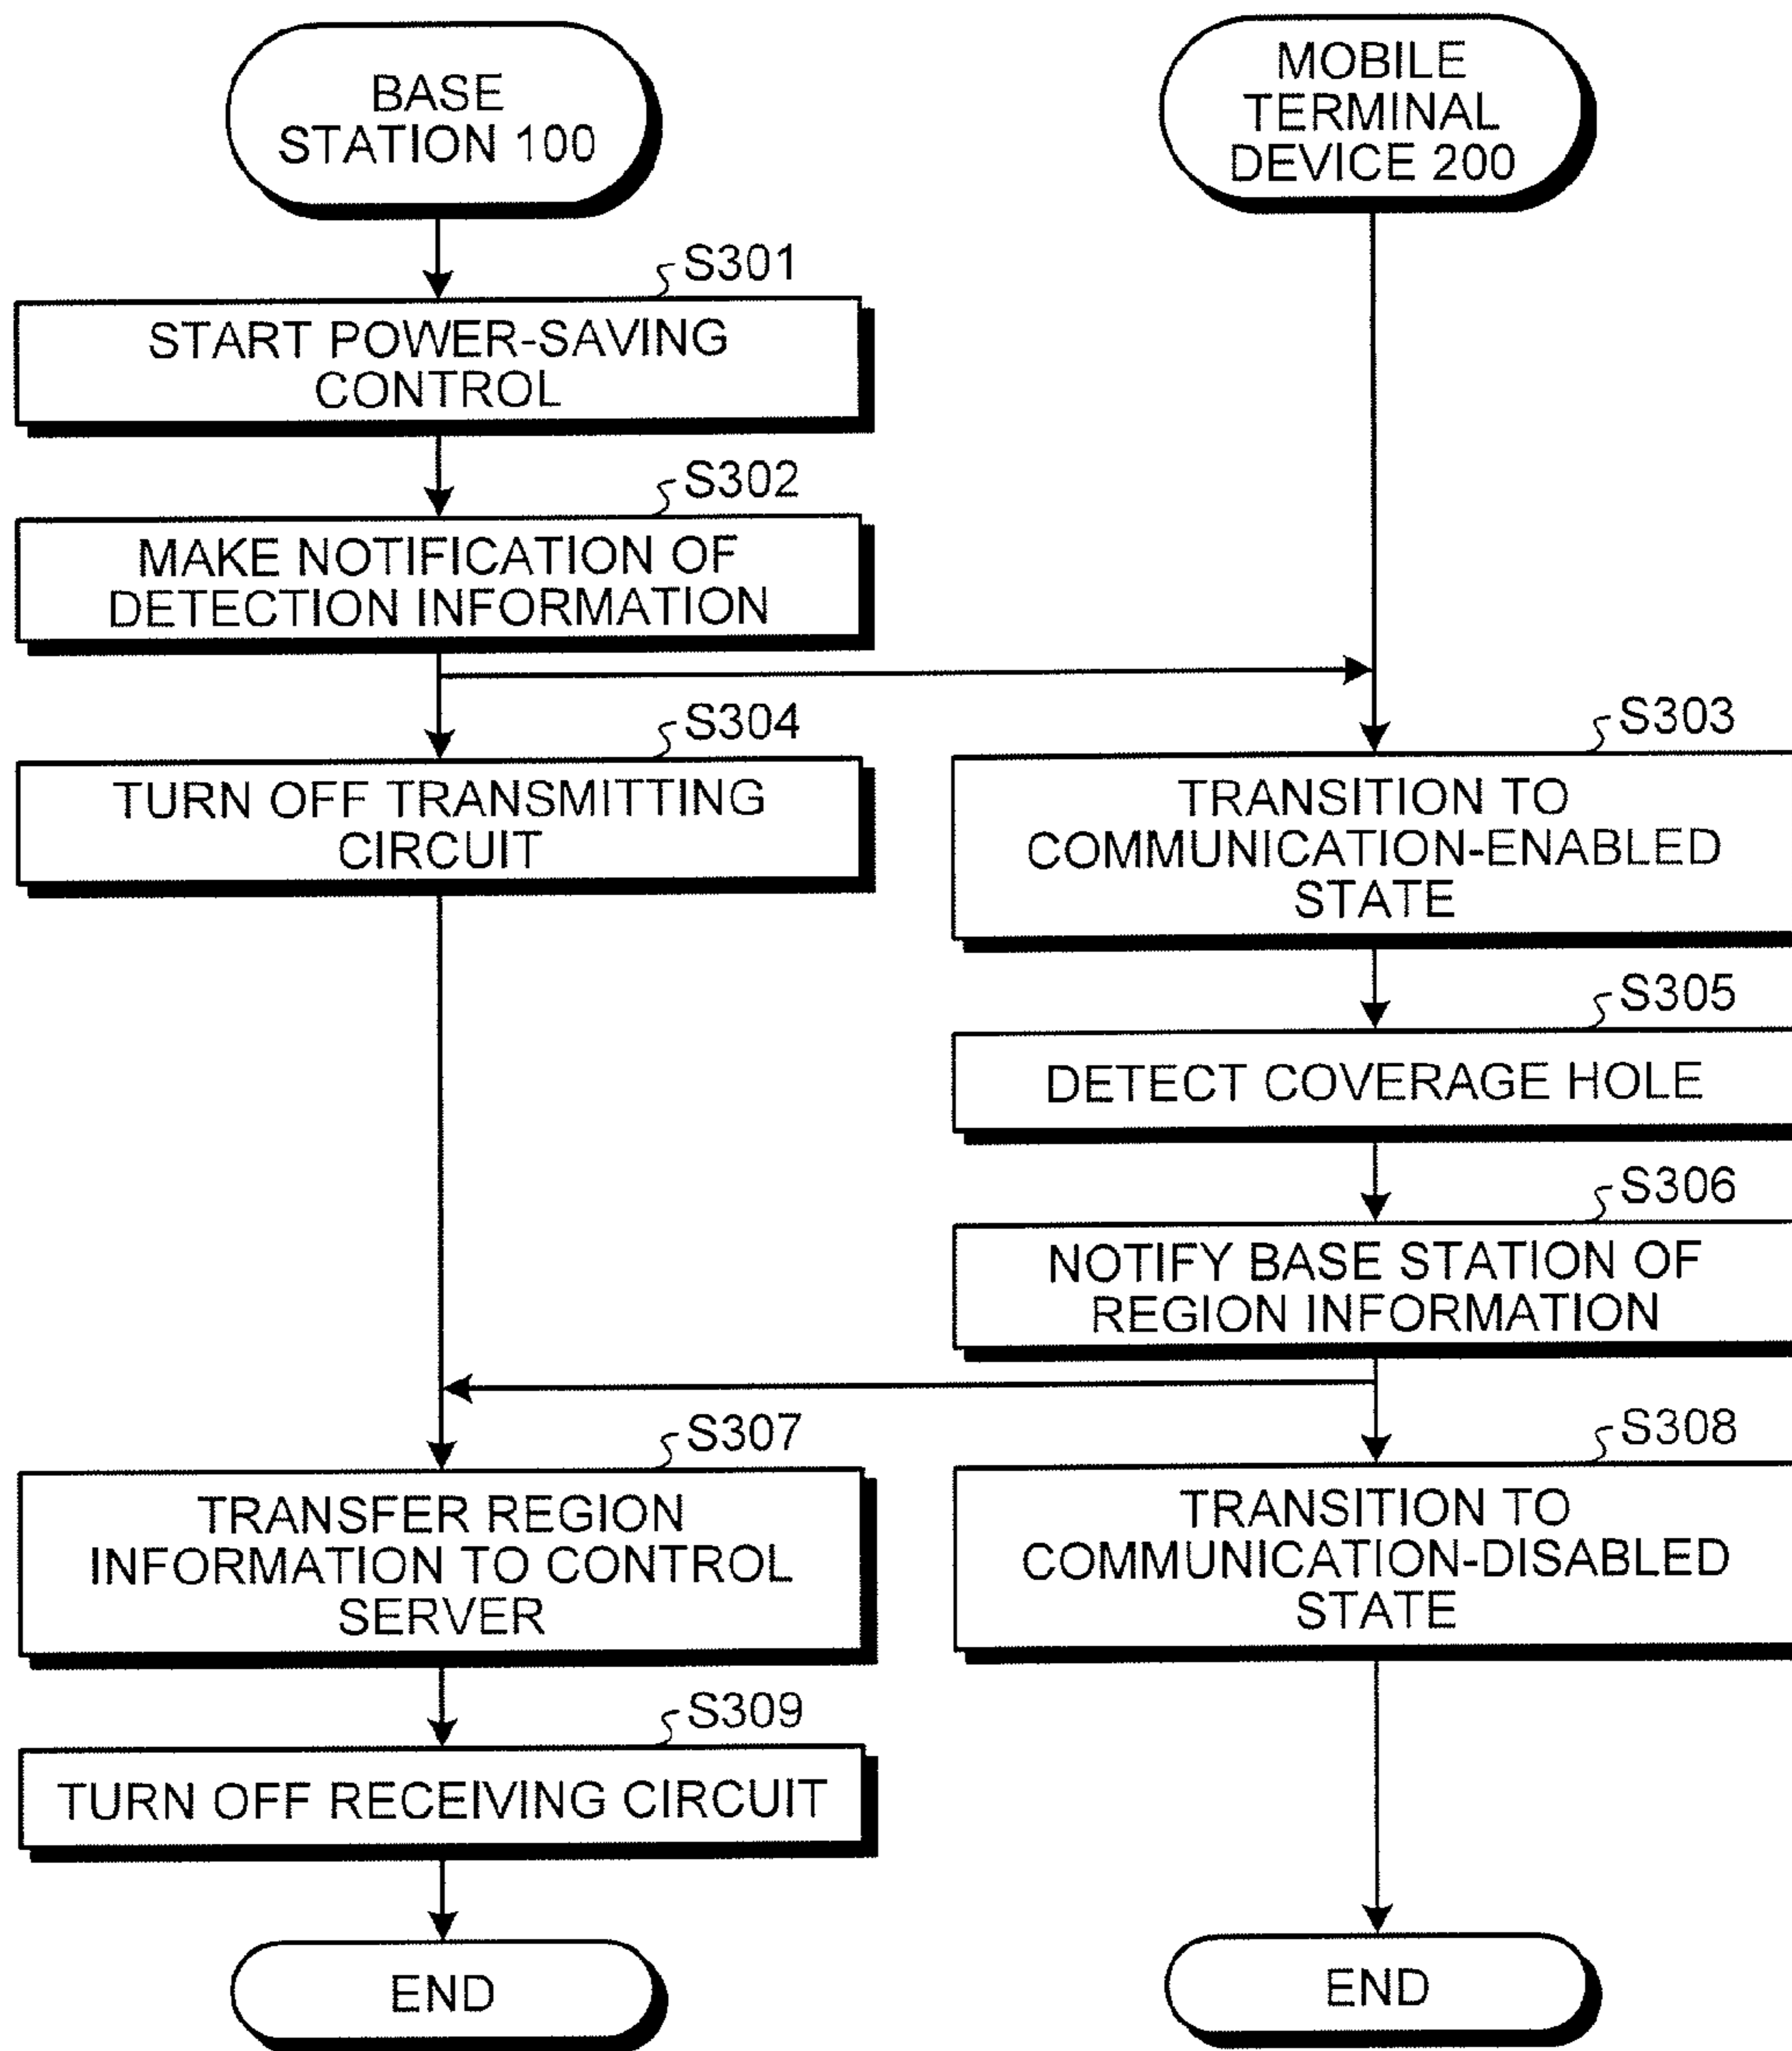 BASE
STATION 100
MOBILE
TERMINAL
DEVICE 200
S301
START POWER-SAVING
CONTROL
S302
MAKE NOTIFICATION OF
DETECTION INFORMATION
S304
TURN OFF TRANSMITTING
CIRCUIT
S303
TRANSITION TO
COMMUNICATION-ENABLED
STATE
S305
DETECT COVERAGE HOLE
S306
NOTIFY BASE STATION OF
REGION INFORMATION
S307
TRANSFER REGION
INFORMATION TO CONTROL
SERVER
S308
TRANSITION TO
COMMUNICATION-DISABLED
STATE
S309
TURN OFF RECEIVING CIRCUIT
END
END